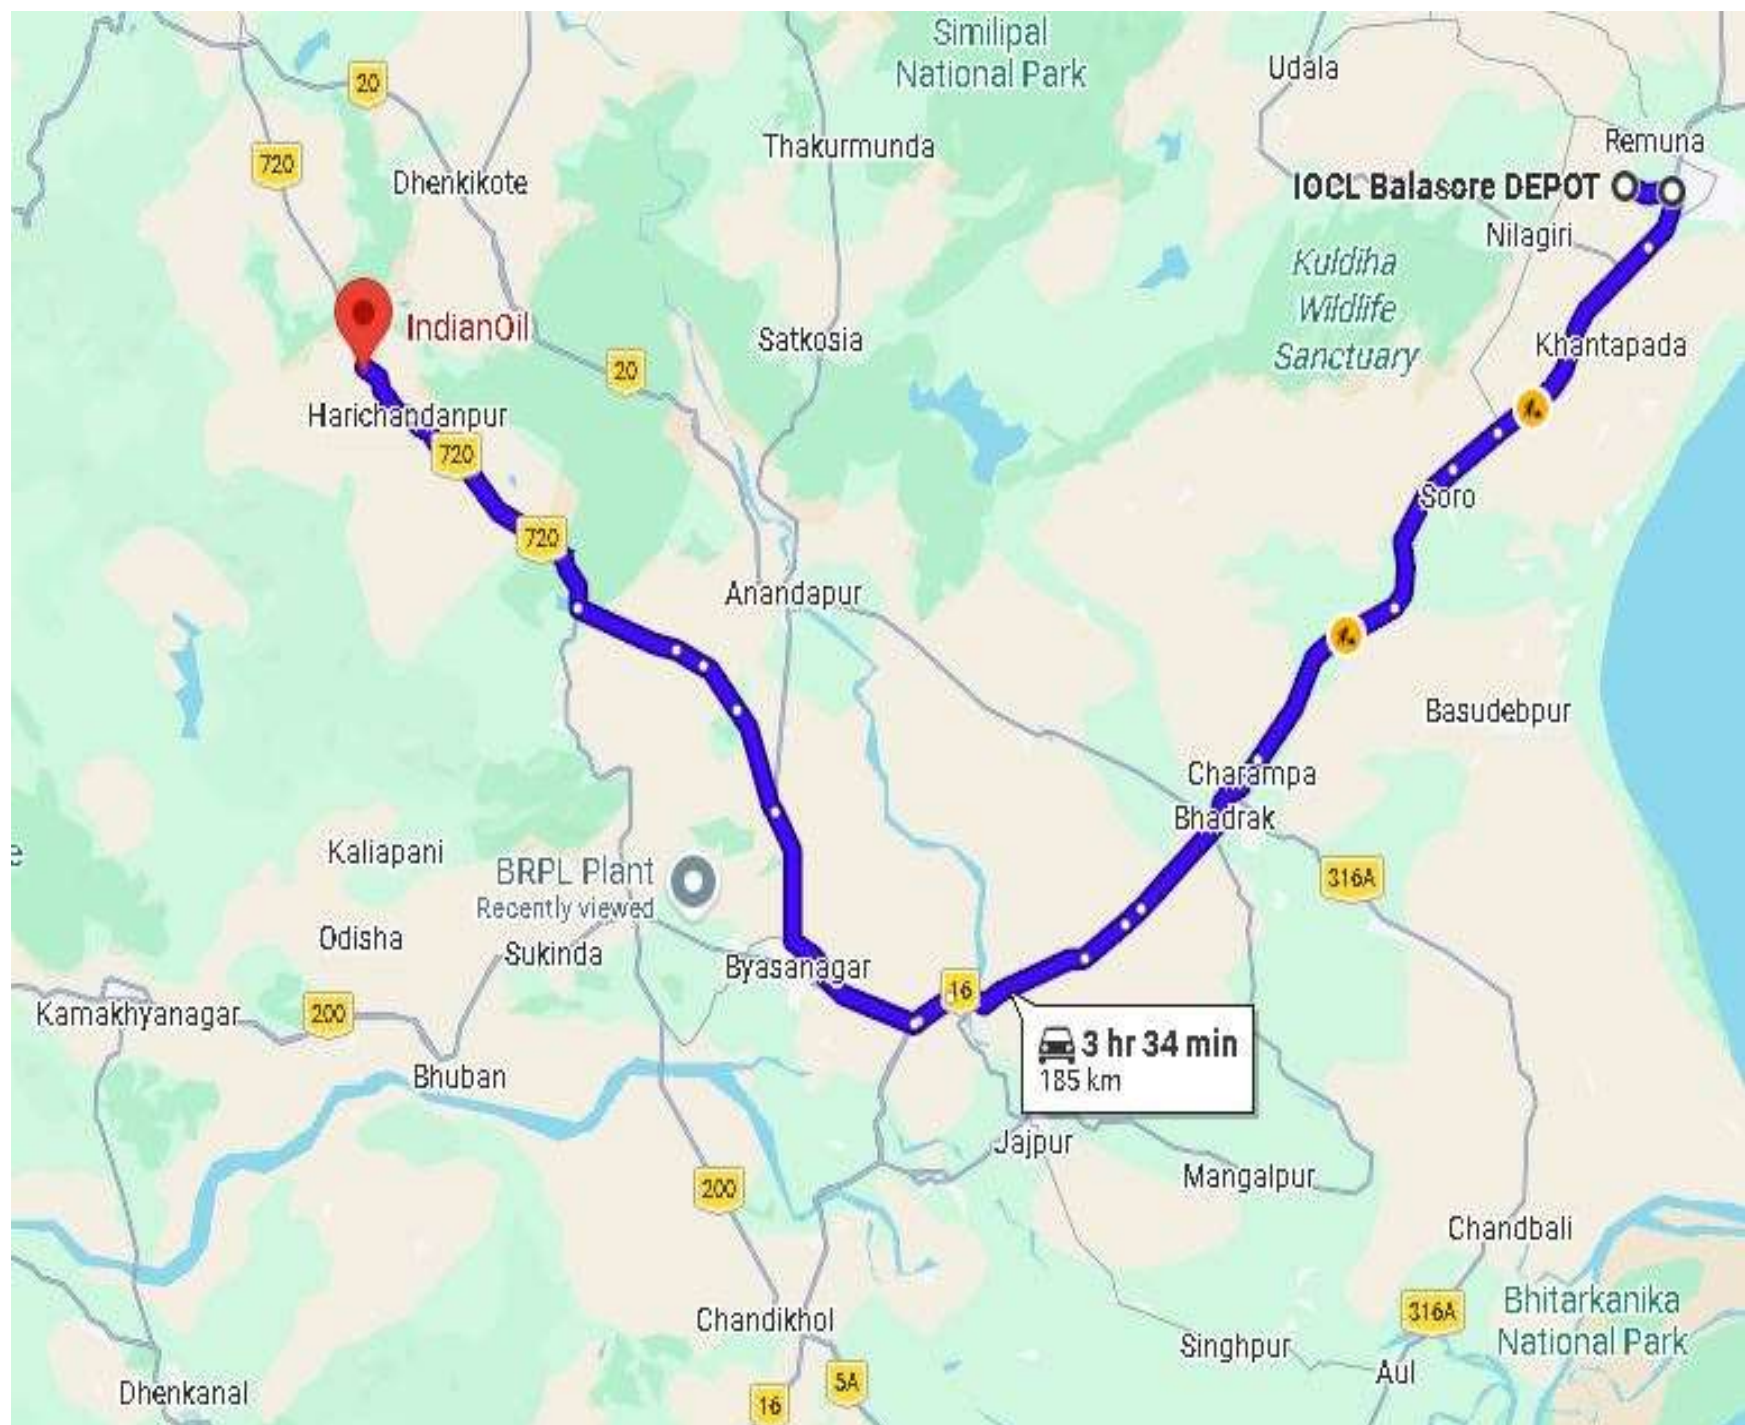 Similipal
National Park
Udala
20
Remuna
Thakurmunda
720
Dhenkikote
IOCL Balasore DEPOT
Nilagiri
Kuldiha
Wildlife
Sanctuary
IndianOil
Satkosia
Khantapada
20
Harichandanpur
720
Soro
720
Anandapur
Basudebpur
Charampa
Bhadrak
e
Kaliapani
BRPL Plant
Recently viewed
316A
Odisha
Sukinda
Byasanagar
16
Kamakhyanagar
200
3 hr 34 min
185 km
Bhuban
Jajpur
Mangalpur
200
Chandbali
Chandikhol
316A
Bhitarkanika
National Park
Singhpur
Aul
5A
Dhenkanal
16